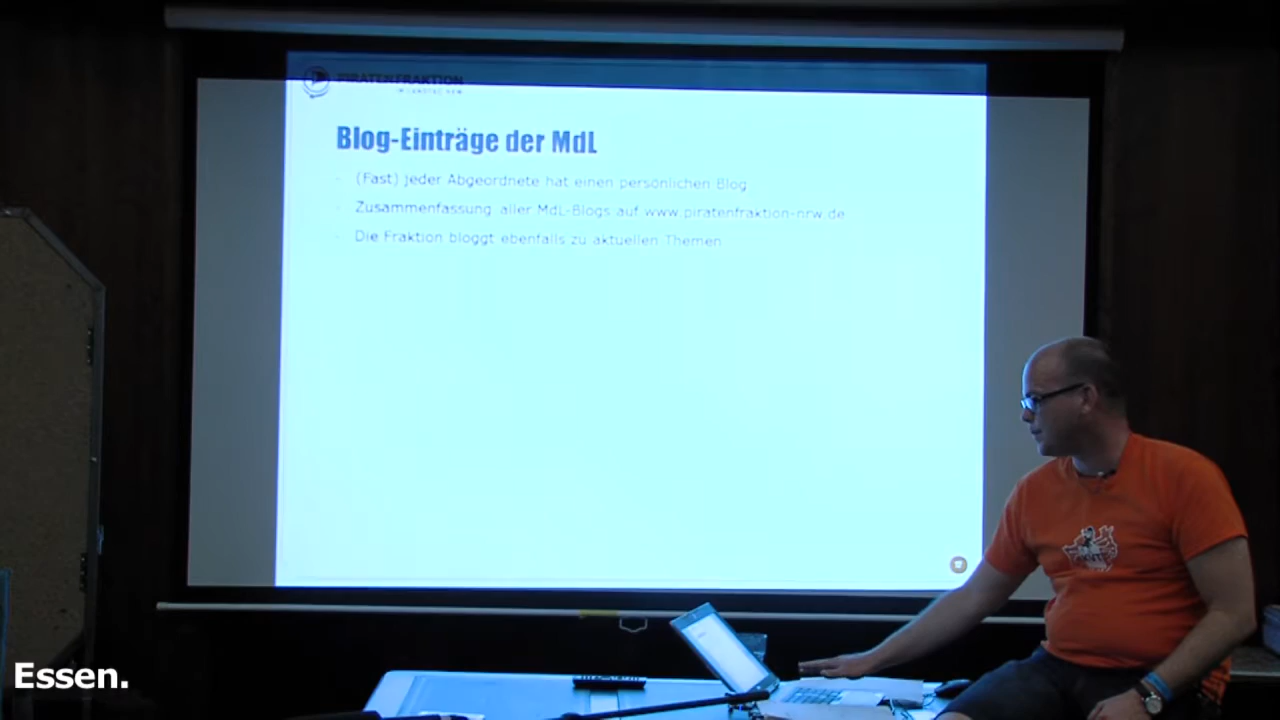 PIRATENFRAKTION
Blog-Einträge der MdL
(Fast) jeder Abgeordnete hat einen persönlichen Blog
Zusammenfassung aller MdL-Blogs auf www.piratenfraktion-nrw.de
Die Fraktion bloggt ebenfalls zu aktuellen Themen
Essen.